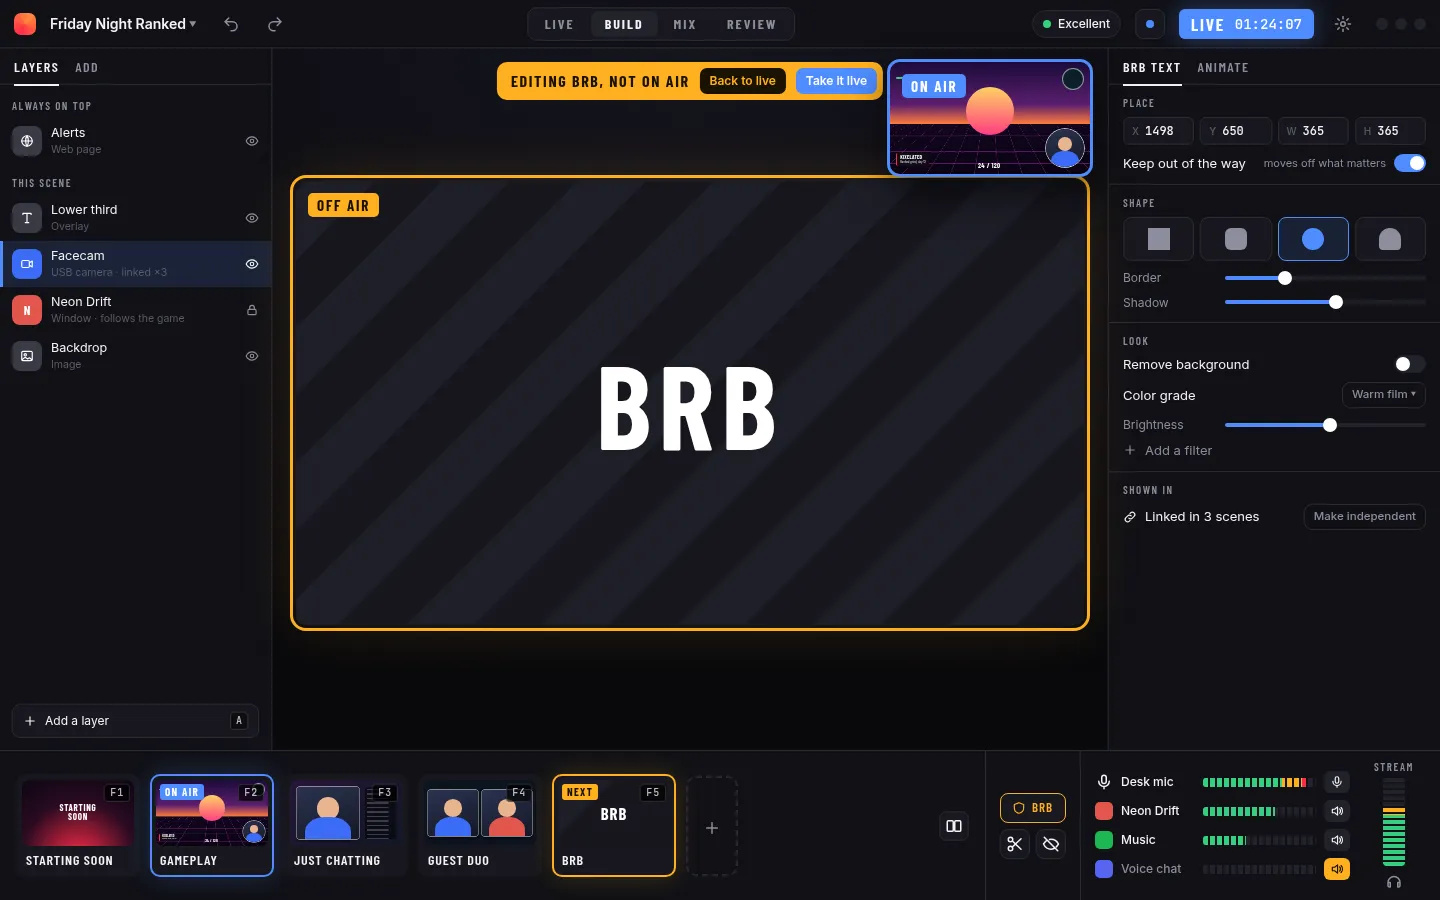 Friday Night Ranked
LIVE BUILD MIX REVIEW
Excellent
LIVE 01:24:07
LAYERS ADD
ALWAYS ON TOP
Alerts
Web page
THIS SCENE
Lower third
Overlay
Facecam
USB camera · linked ×3
N
Neon Drift
Window · follows the game
Backdrop
Image
Add a layer A
EDITING BRB, NOT ON AIR Back to live Take it live
ON AIR
PIXELATED
24 / 120
OFF AIR
BRB
BRB TEXT ANIMATE
PLACE
X 1498 Y 650 W 365 H 365
Keep out of the way moves off what matters
SHAPE
Border
Shadow
LOOK
Remove background
Color grade Warm film
Brightness
Add a filter
SHOWN IN
Linked in 3 scenes Make independent
F1
STARTING
SOON
STARTING SOON
ON AIR F2
24 / 120
GAMEPLAY
F3
JUST CHATTING
F4
GUEST DUO
NEXT F5
BRB
BRB
BRB
Desk mic
Neon Drift
Music
Voice chat
STREAM